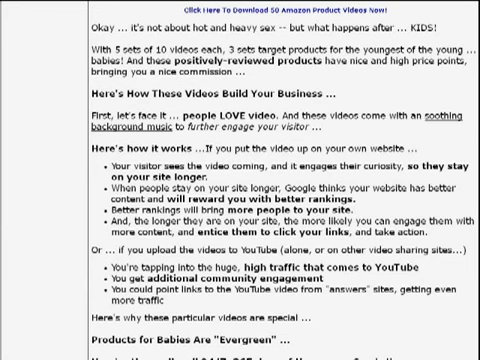 Click Here To Download 50 Amazon Product Videos Now!
Okay ... it's not about hot and heavy sex -- but what happens after ... KIDS!
With 5 sets of 10 videos each, 3 sets target products for the youngest of the young ...
babies! And these positively-reviewed products have nice and high price points,
bringing you a nice commission ...
Here's How These Videos Build Your Business ...
First, let's face it ... people LOVE video. And these videos come with an soothing
background music to further engage your visitor ...
Here's how it works ...If you put the video up on your own website ...
• Your visitor sees the video coming, and it engages their curiosity, so they stay
on your site longer.
• When people stay on your site longer, Google thinks your website has better
content and will reward you with better rankings.
• Better rankings will bring more people to your site.
• And, the longer they are on your site, the more likely you can engage them with
more content, and entice them to click your links, and take action.
Or ... if you upload the videos to YouTube (alone, or on other video sharing sites...)
• You're tapping into the huge, high traffic that comes to YouTube
• You get additional community engagement
• You could point links to the YouTube video from "answers" sites, getting even
more traffic
Here's why these particular videos are special ...
Products for Babies Are "Evergreen" ...